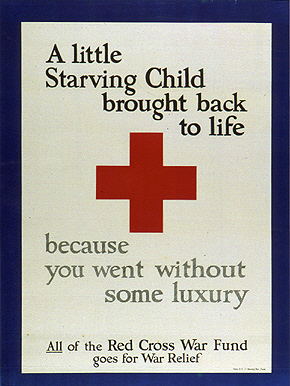 A little
Starving Child
brought back
to life
because
you went without
some luxury
All of the Red Cross War Fund
goes for War Relief